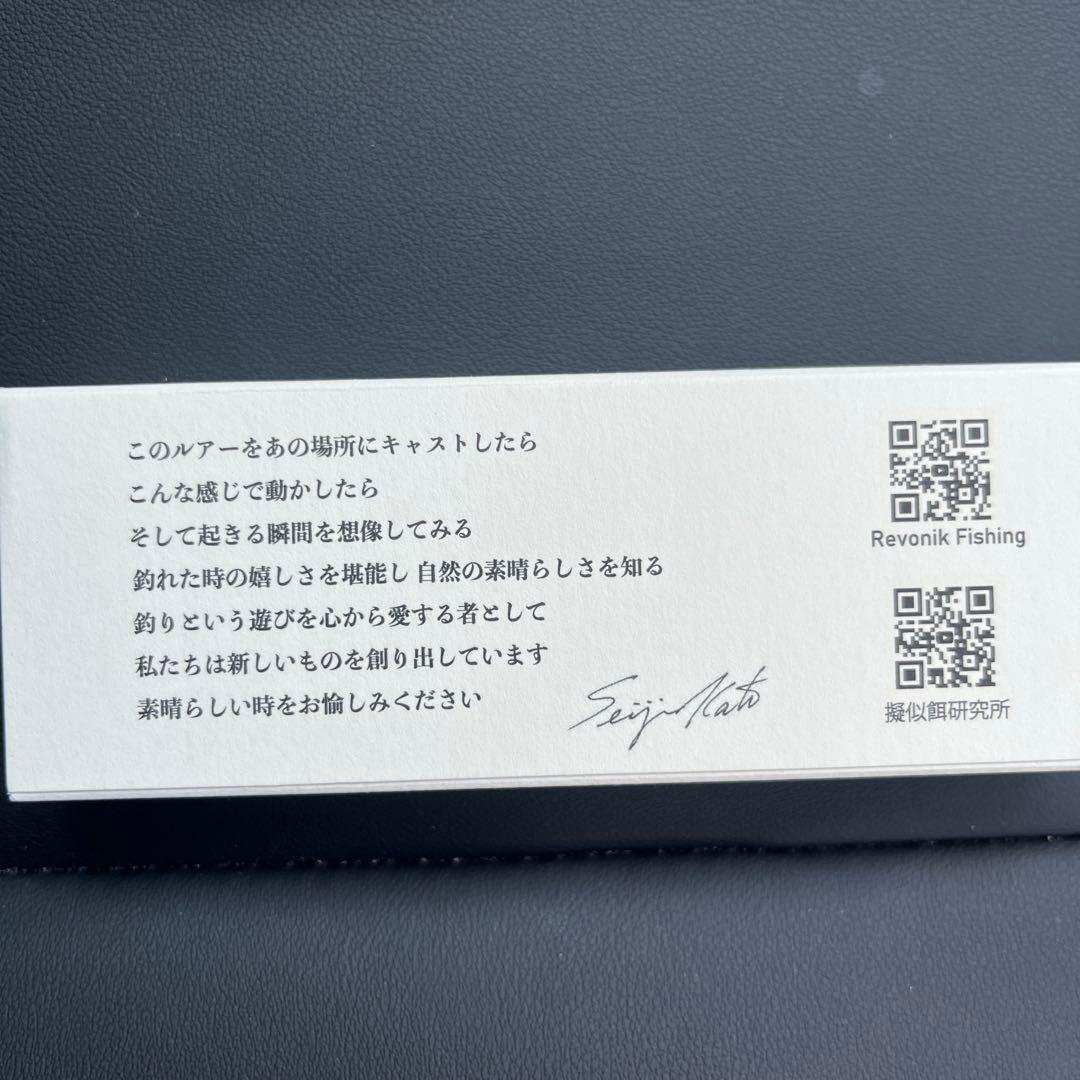 このルアーをあの場所にキャストしたら
こんな感じで動かしたら
そして起きる瞬間を想像してみる
釣れた時の嬉しさを堪能し 自然の素晴らしさを知る
釣りという遊びを心から愛する者として
私たちは新しいものを創り出しています
素晴らしい時をお愉しみください
Seiji Kato
Revonik Fishing
擬似餌研究所